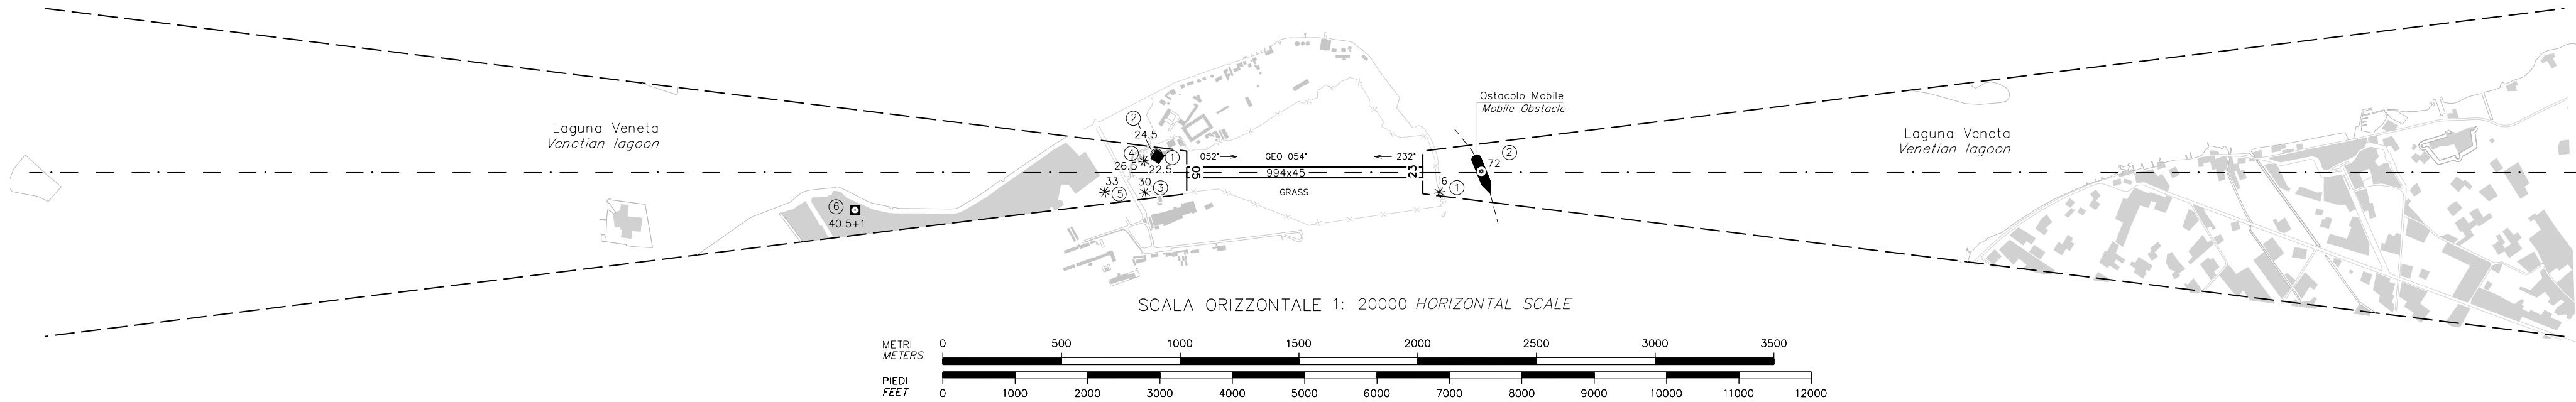 Ostacolo Mobile
Mobile Obstacle
Laguna Veneta
Venetian lagoon
2
24.5
4
1
26.5
22.5
33
30
3
5
6
40.5+1
05
052°
GEO 054°
232°
994x45
GRASS
23
6
1
72
2
Laguna Veneta
Venetian lagoon
SCALA ORIZZONTALE 1: 20000 HORIZONTAL SCALE
METRI
METERS
0 500 1000 1500 2000 2500 3000 3500
PIEDI
FEET
0 1000 2000 3000 4000 5000 6000 7000 8000 9000 10000 11000 12000